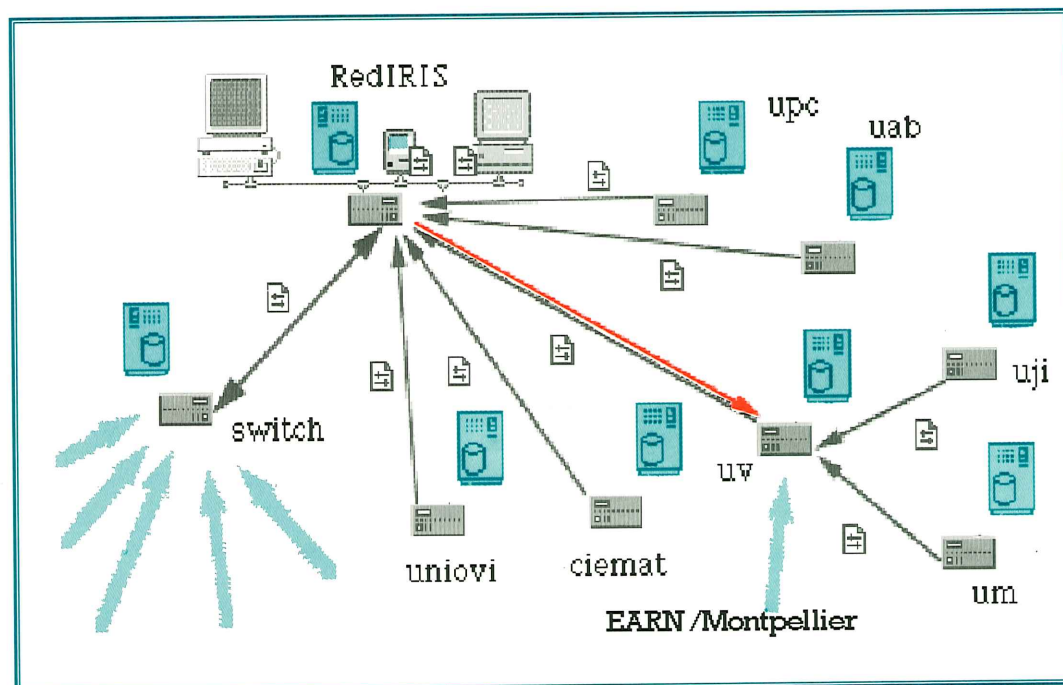 RedIRIS
upc
uab
uji
switch
uv
uniovi
ciemat
um
EARN /Montpellier